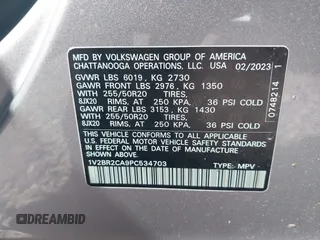 MFD BY VOLKSWAGEN GROUP OF AMERICA
CHATTANOOGA OPERATIONS, LLC. USA 02/2023
GVWR LBS 6019, KG 2730
GAWR FRONT LBS 2976, KG 1350
WITH 255/50R20 TIRES,
8JX20 RIMS, AT 250 KPA, 36 PSI COLD
GAWR REAR LBS 3153, KG 1430
WITH 255/50R20 TIRES,
8JX20 RIMS, AT 250 KPA, 36 PSI COLD
THIS VEHICLE CONFORMS TO ALL APPLICABLE
U.S. FEDERAL MOTOR VEHICLE SAFETY
STANDARDS IN EFFECT ON THE DATE OF
MANUFACTURE SHOWN ABOVE.
1V2BR2CA9PC534703 TYPE: MPV
0748214 1
DREAMBID